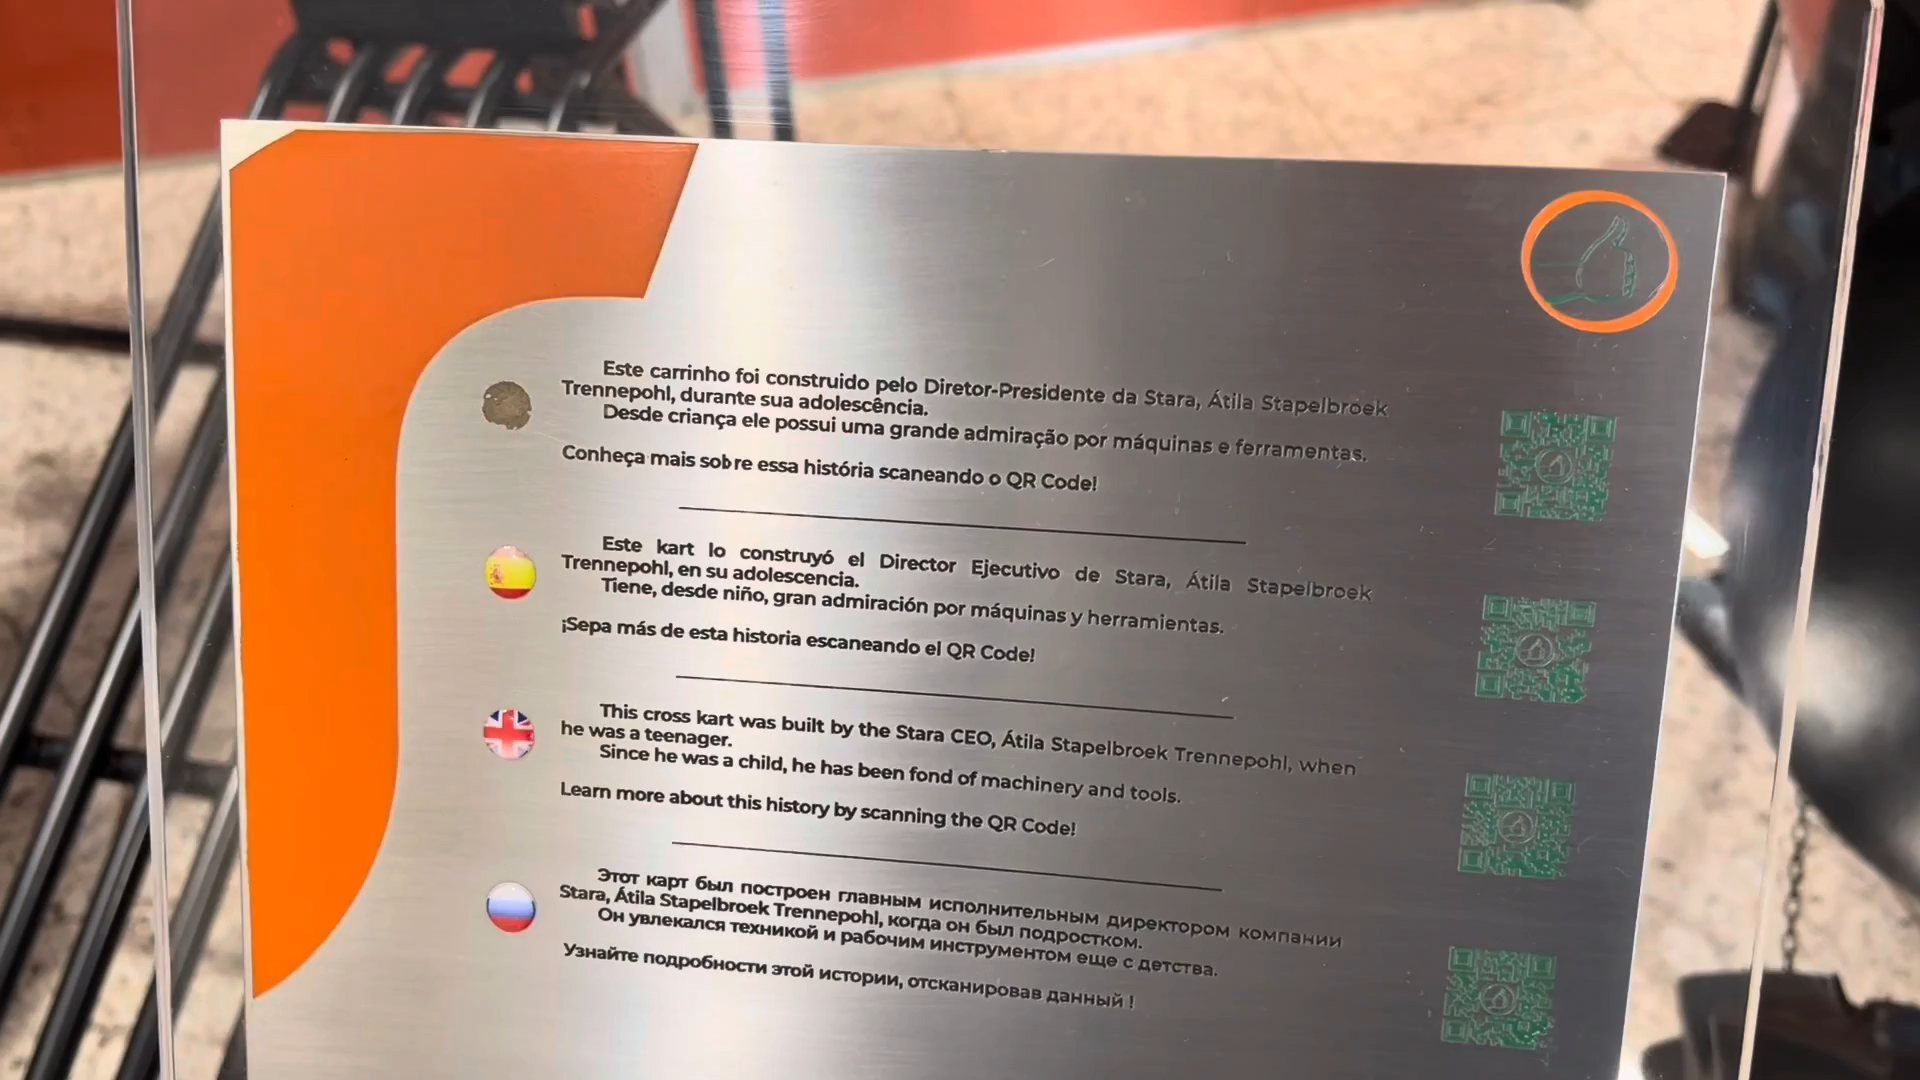 Este carrinho foi construido pelo Diretor-Presidente da Stara, Átila Stapelbroek
Trennepohl, durante sua adolescência.
Desde criança ele possui uma grande admiração por máquinas e ferramentas.
Conheça mais sobre essa história scaneando o QR Code!
Este kart lo construyó el Director Ejecutivo de Stara, Átila Stapelbroek
Trennepohl, en su adolescencia.
Tiene, desde niño, gran admiración por máquinas y herramientas.
¡Sepa más de esta historia escaneando el QR Code!
This cross kart was built by the Stara CEO, Átila Stapelbroek Trennepohl, when
he was a teenager.
Since he was a child, he has been fond of machinery and tools.
Learn more about this history by scanning the QR Code!
Этот карт был построен главным исполнительным директором компании
Stara, Átila Stapelbroek Trennepohl, когда он был подростком.
Он увлекался техникой и рабочим инструментом еще с детства.
Узнайте подробности этой истории, отсканировав данный !